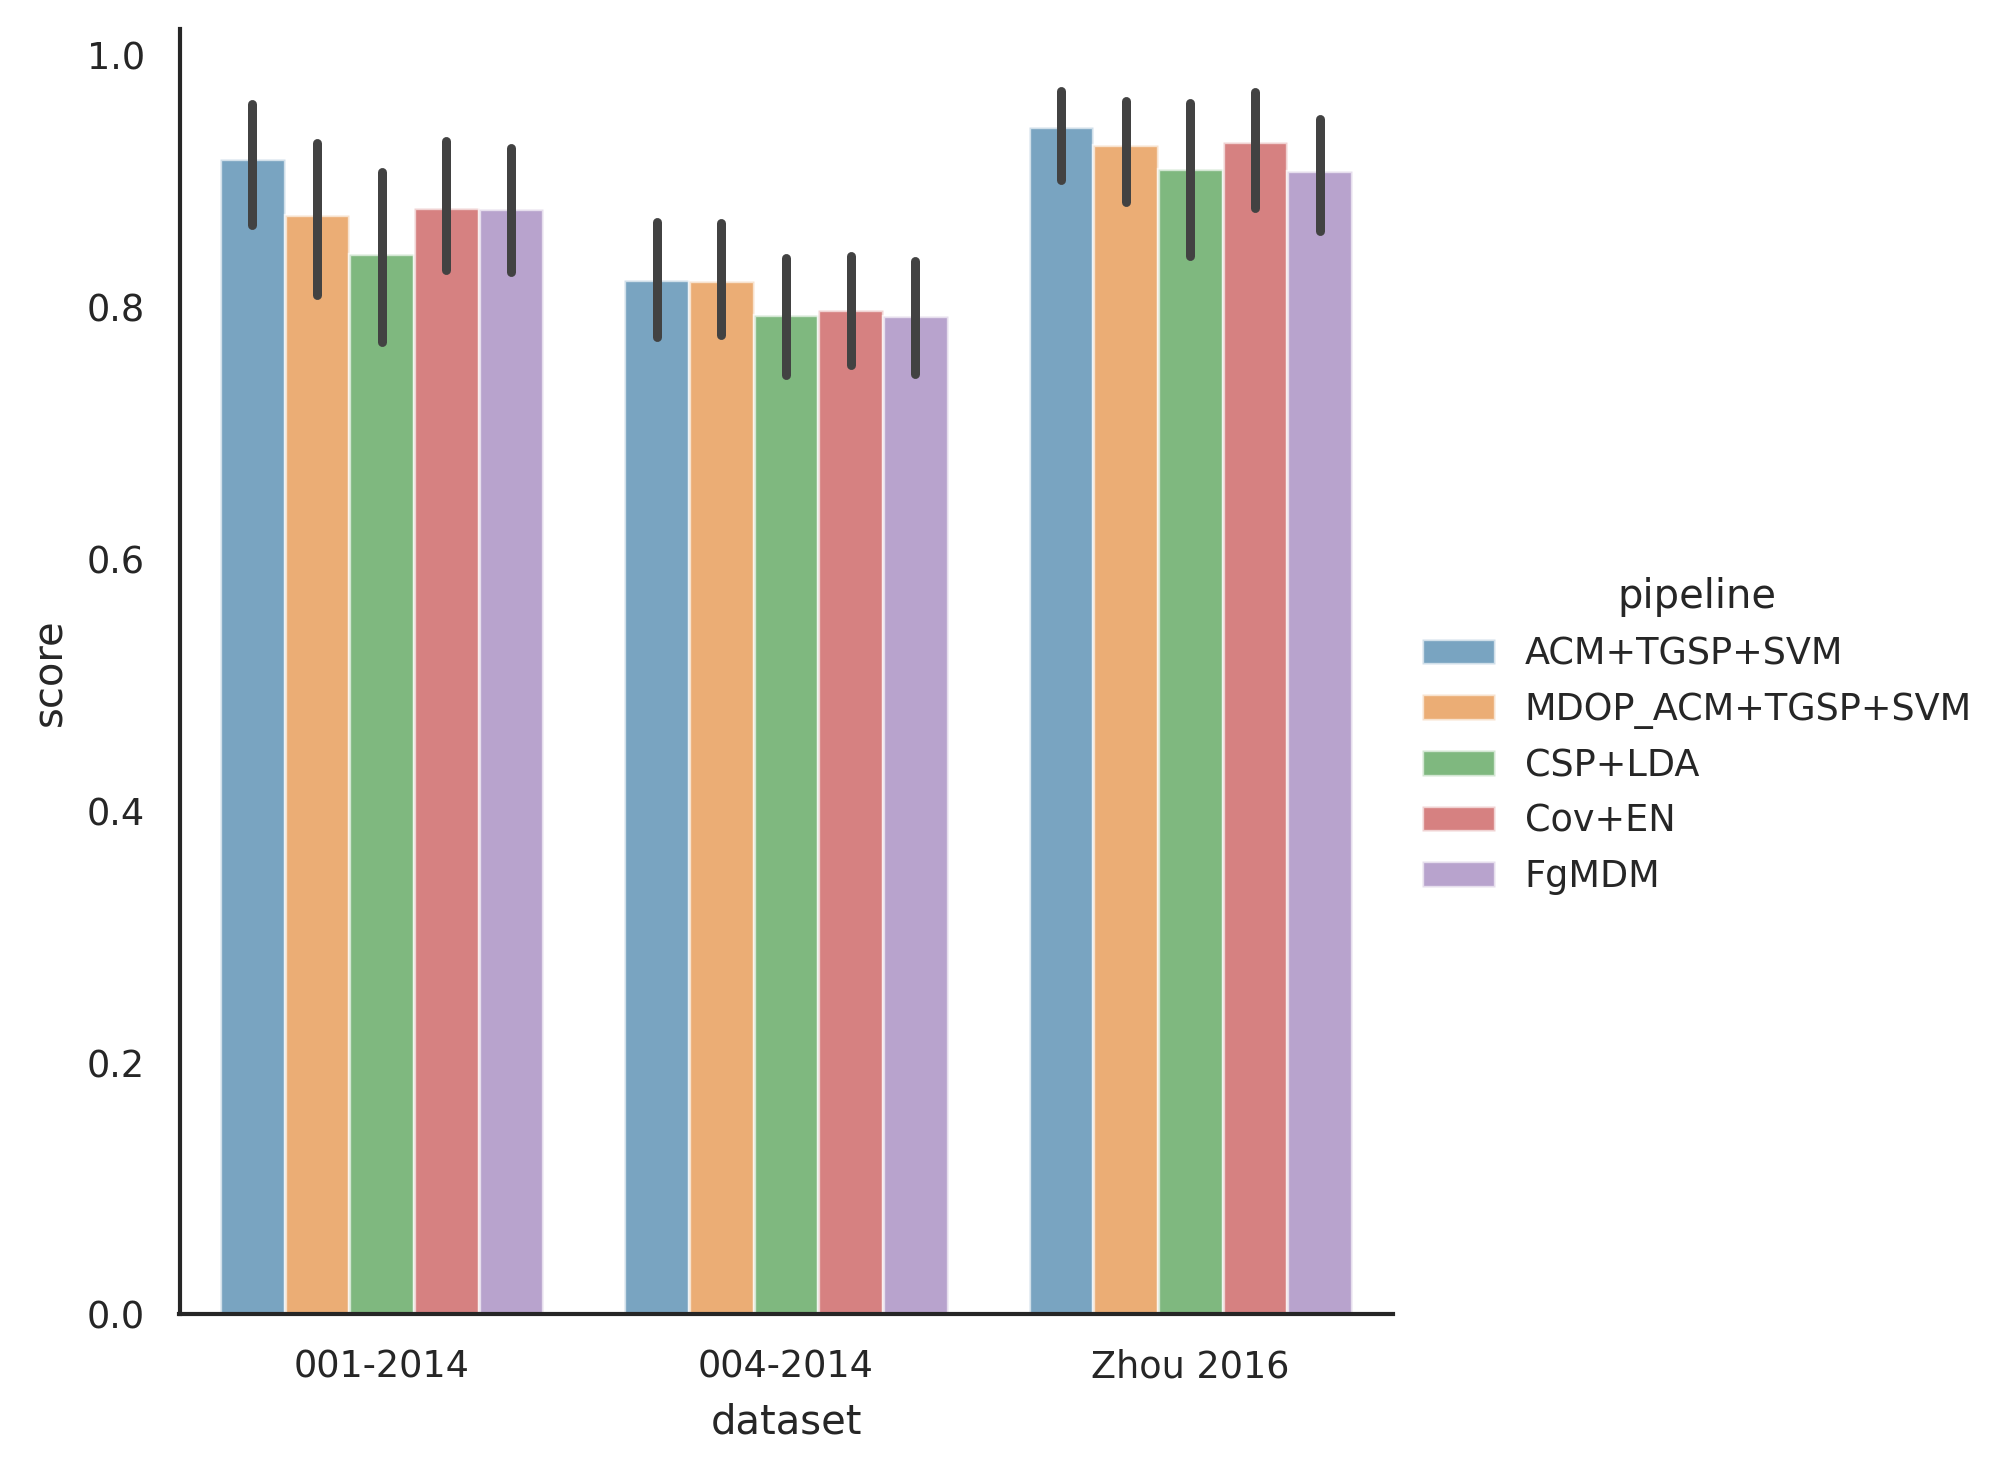 1.0
0.8
0.6
0.4
0.2
0.0
score
001-2014
004-2014
Zhou 2016
dataset
pipeline
ACM+TGSP+SVM
MDOP_ACM+TGSP+SVM
CSP+LDA
Cov+EN
FgMDM